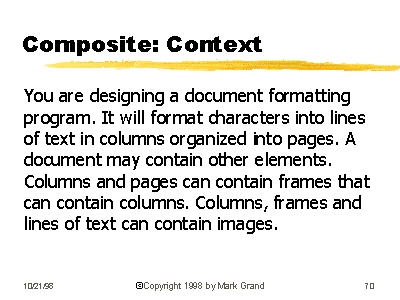 Composite: Context
You are designing a document formatting
program. It will format characters into lines
of text in columns organized into pages. A
document may contain other elements.
Columns and pages can contain frames that
can contain columns. Columns, frames and
lines of text can contain images.
10/21/98 ©Copyright 1998 by Mark Grand 70